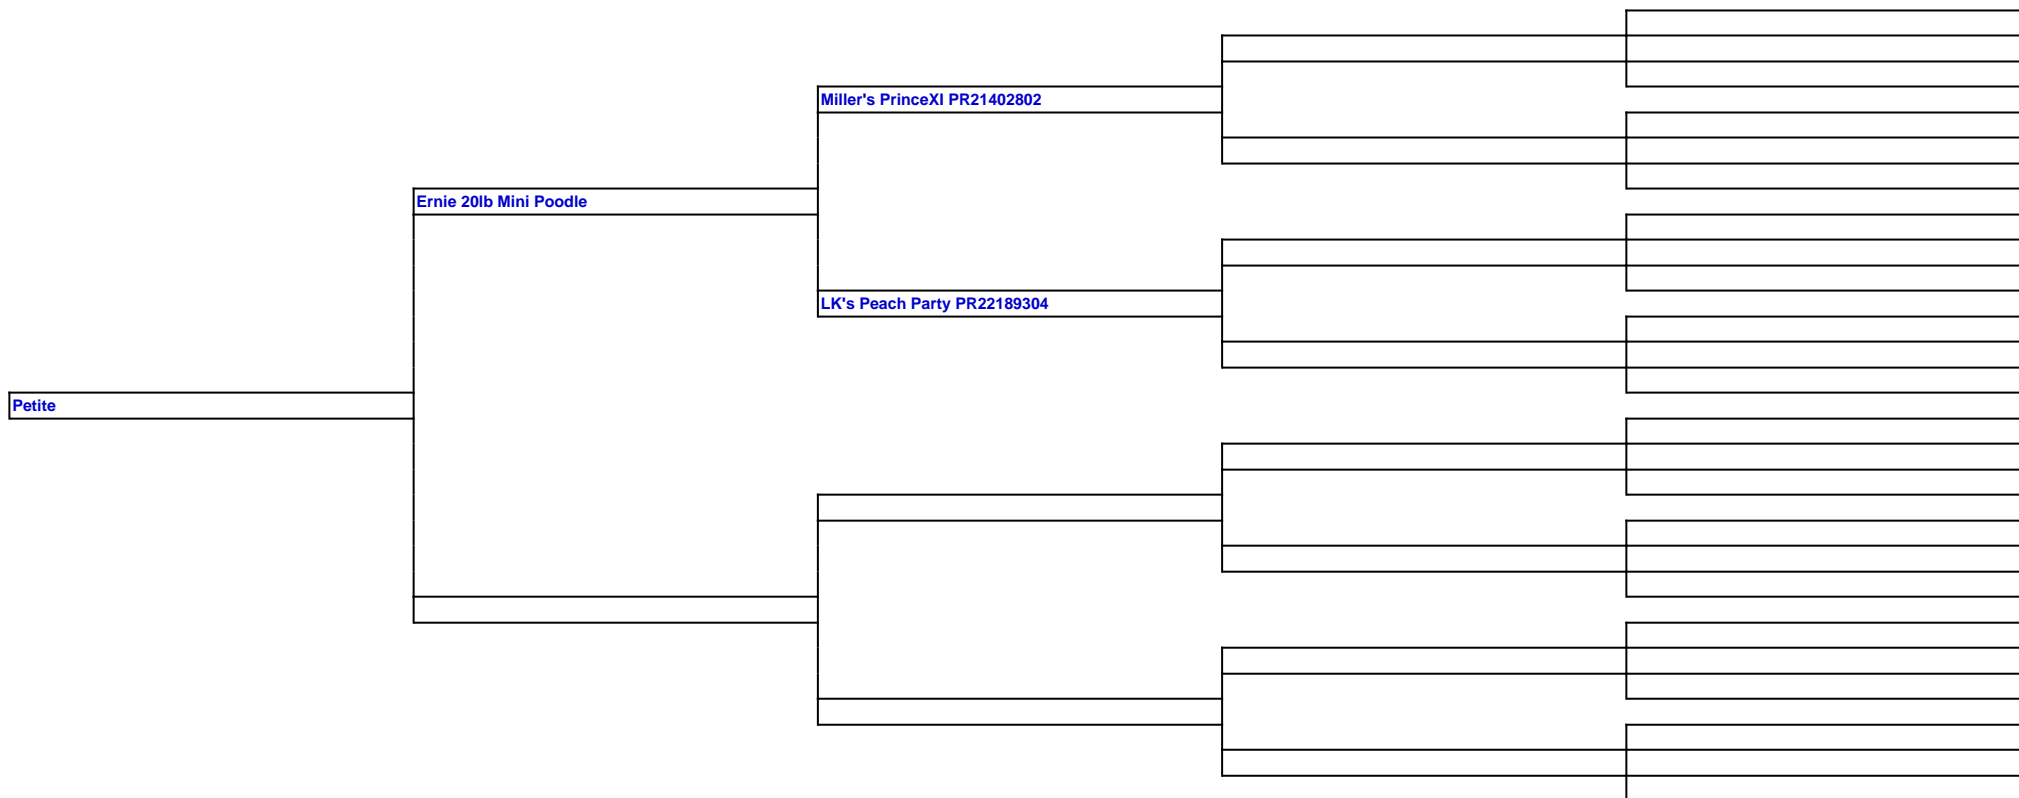 Miller's PrinceXI PR21402802
Ernie 20lb Mini Poodle
LK's Peach Party PR22189304
Petite